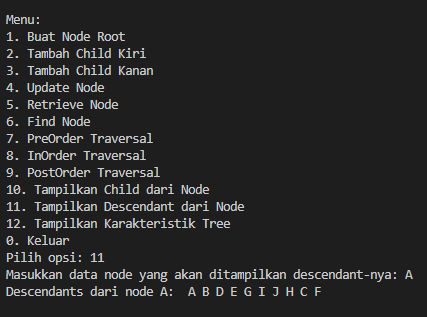 Menu:
1. Buat Node Root
2. Tambah Child Kiri
3. Tambah Child Kanan
4. Update Node
5. Retrieve Node
6. Find Node
7. PreOrder Traversal
8. InOrder Traversal
9. PostOrder Traversal
10. Tampilkan Child dari Node
11. Tampilkan Descendant dari Node
12. Tampilkan Karakteristik Tree
0. Keluar
Pilih opsi: 11
Masukkan data node yang akan ditampilkan descendant-nya: A
Descendants dari node A:  A B D E G I J H C F